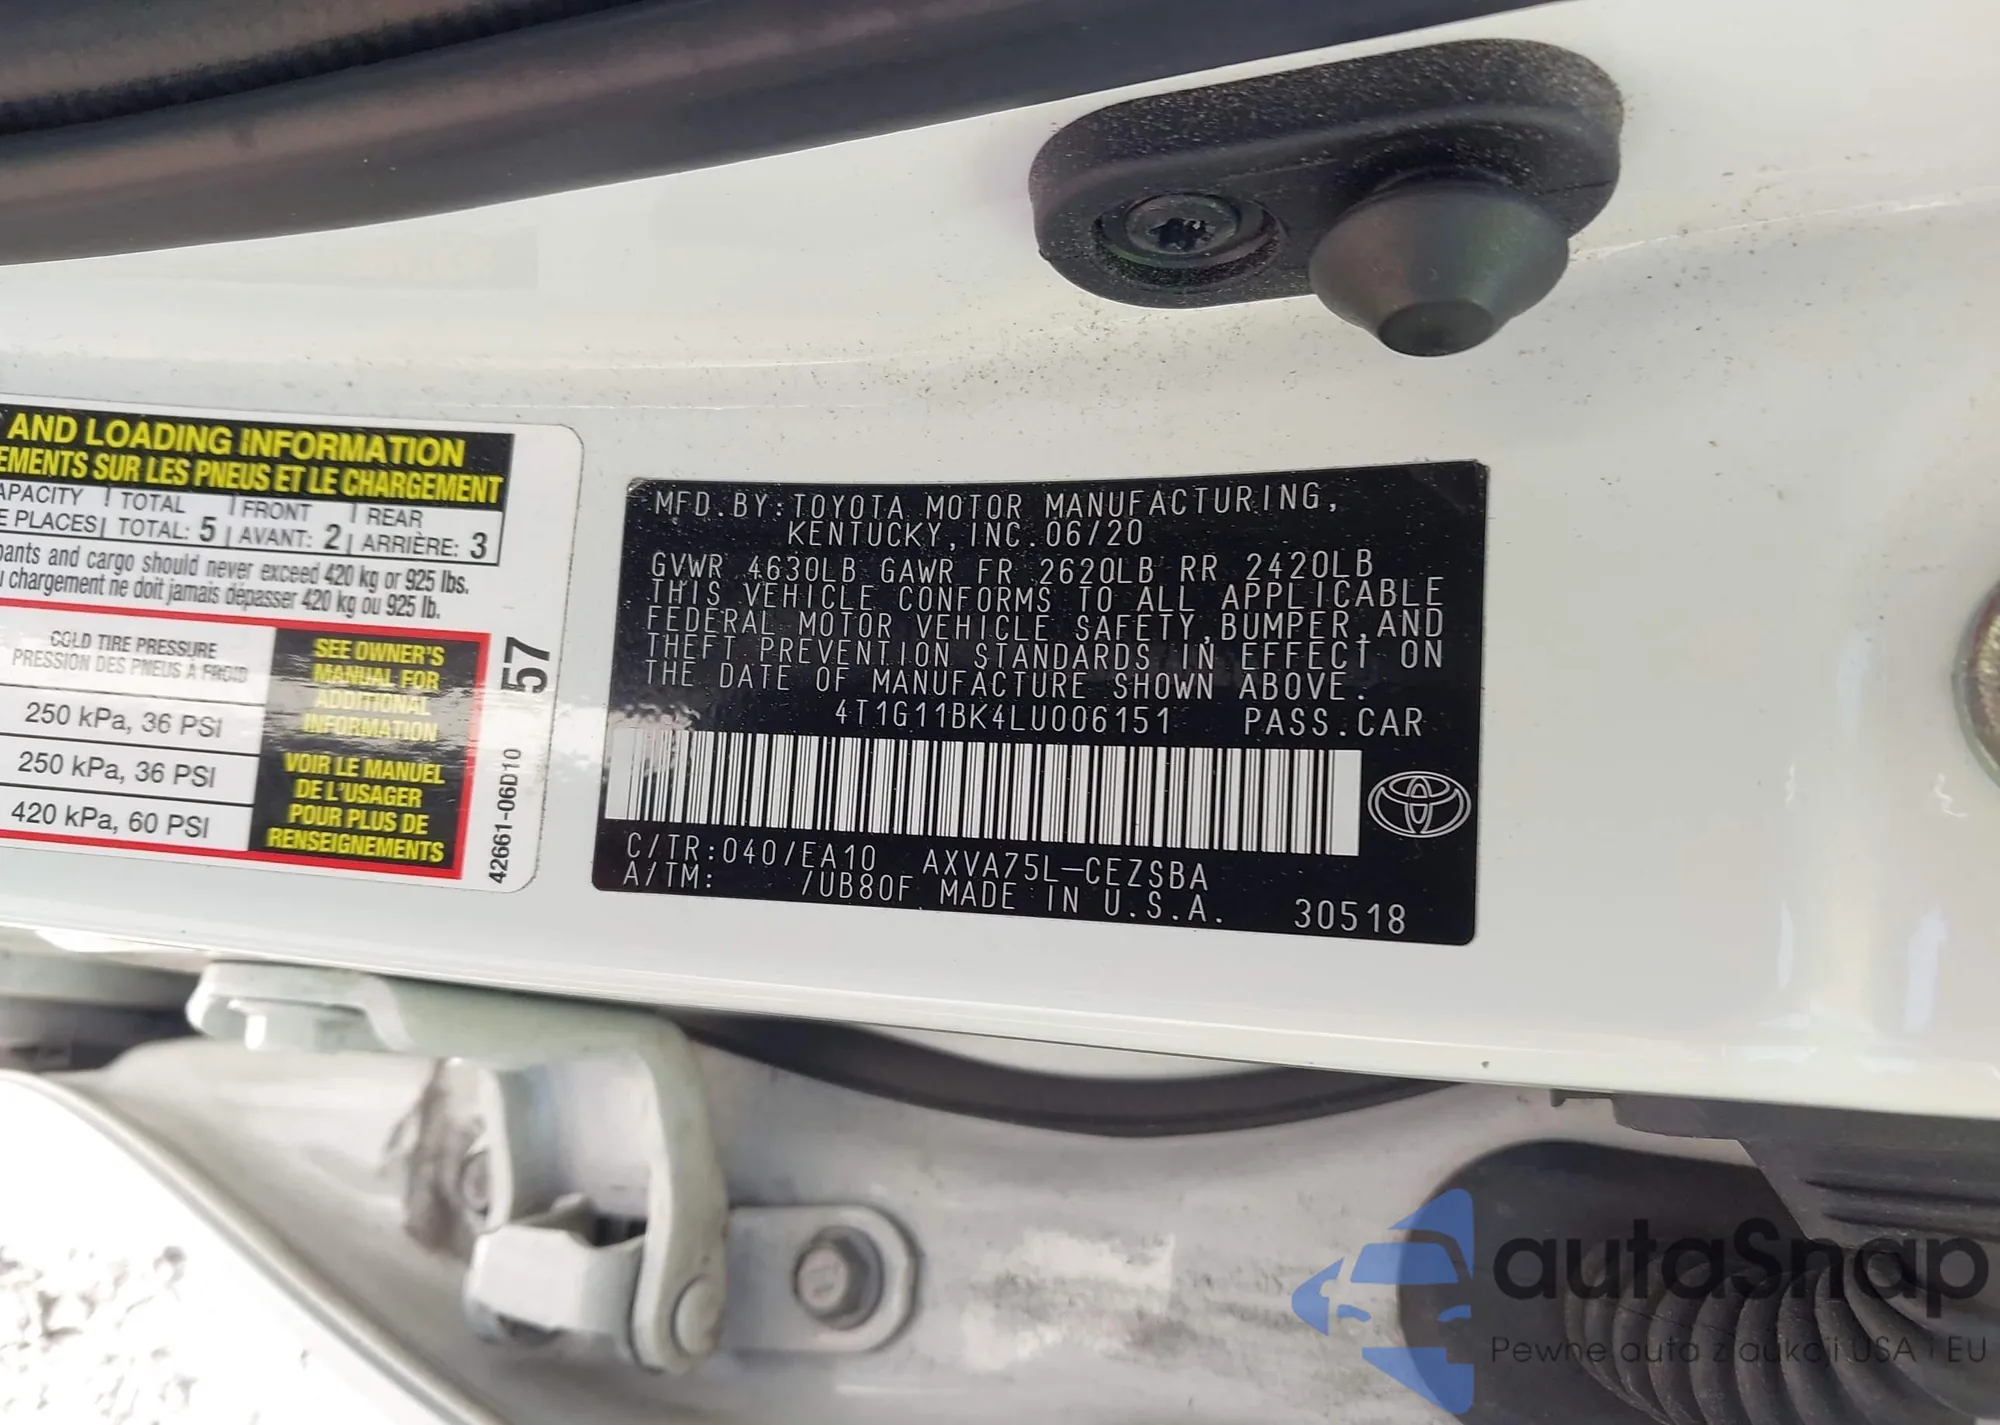 AND LOADING INFORMATION
EMENTS SUR LES PNEUS ET LE CHARGEMENT
APACITY TOTAL FRONT REAR
E PLACES TOTAL: 5 AVANT: 2 ARRIÈRE: 3
pants and cargo should never exceed 420 kg or 925 lbs.
u chargement ne doit jamais dépasser 420 kg ou 925 lb.
COLD TIRE PRESSURE
PRESSION DES PNEUS À FROID
250 kPa, 36 PSI
250 kPa, 36 PSI
420 kPa, 60 PSI
SEE OWNER'S
MANUAL FOR
ADDITIONAL
INFORMATION
VOIR LE MANUEL
DE L'USAGER
POUR PLUS DE
RENSEIGNEMENTS
57
42661-06D10
MFD.BY:TOYOTA MOTOR MANUFACTURING,
KENTUCKY,INC.06/20
GVWR 4630LB GAWR FR 2620LB RR 2420LB
THIS VEHICLE CONFORMS TO ALL APPLICABLE
FEDERAL MOTOR VEHICLE SAFETY,BUMPER,AND
THEFT PREVENTION STANDARDS IN EFFECT ON
THE DATE OF MANUFACTURE SHOWN ABOVE.
4T1G11BK4LU006151 PASS.CAR
C/TR:040/EA10 AXVA75L-CEZSBA
A/TM: /UB80F MADE IN U.S.A. 30518
autaSnap
Pewne auta z aukcji USA i EU